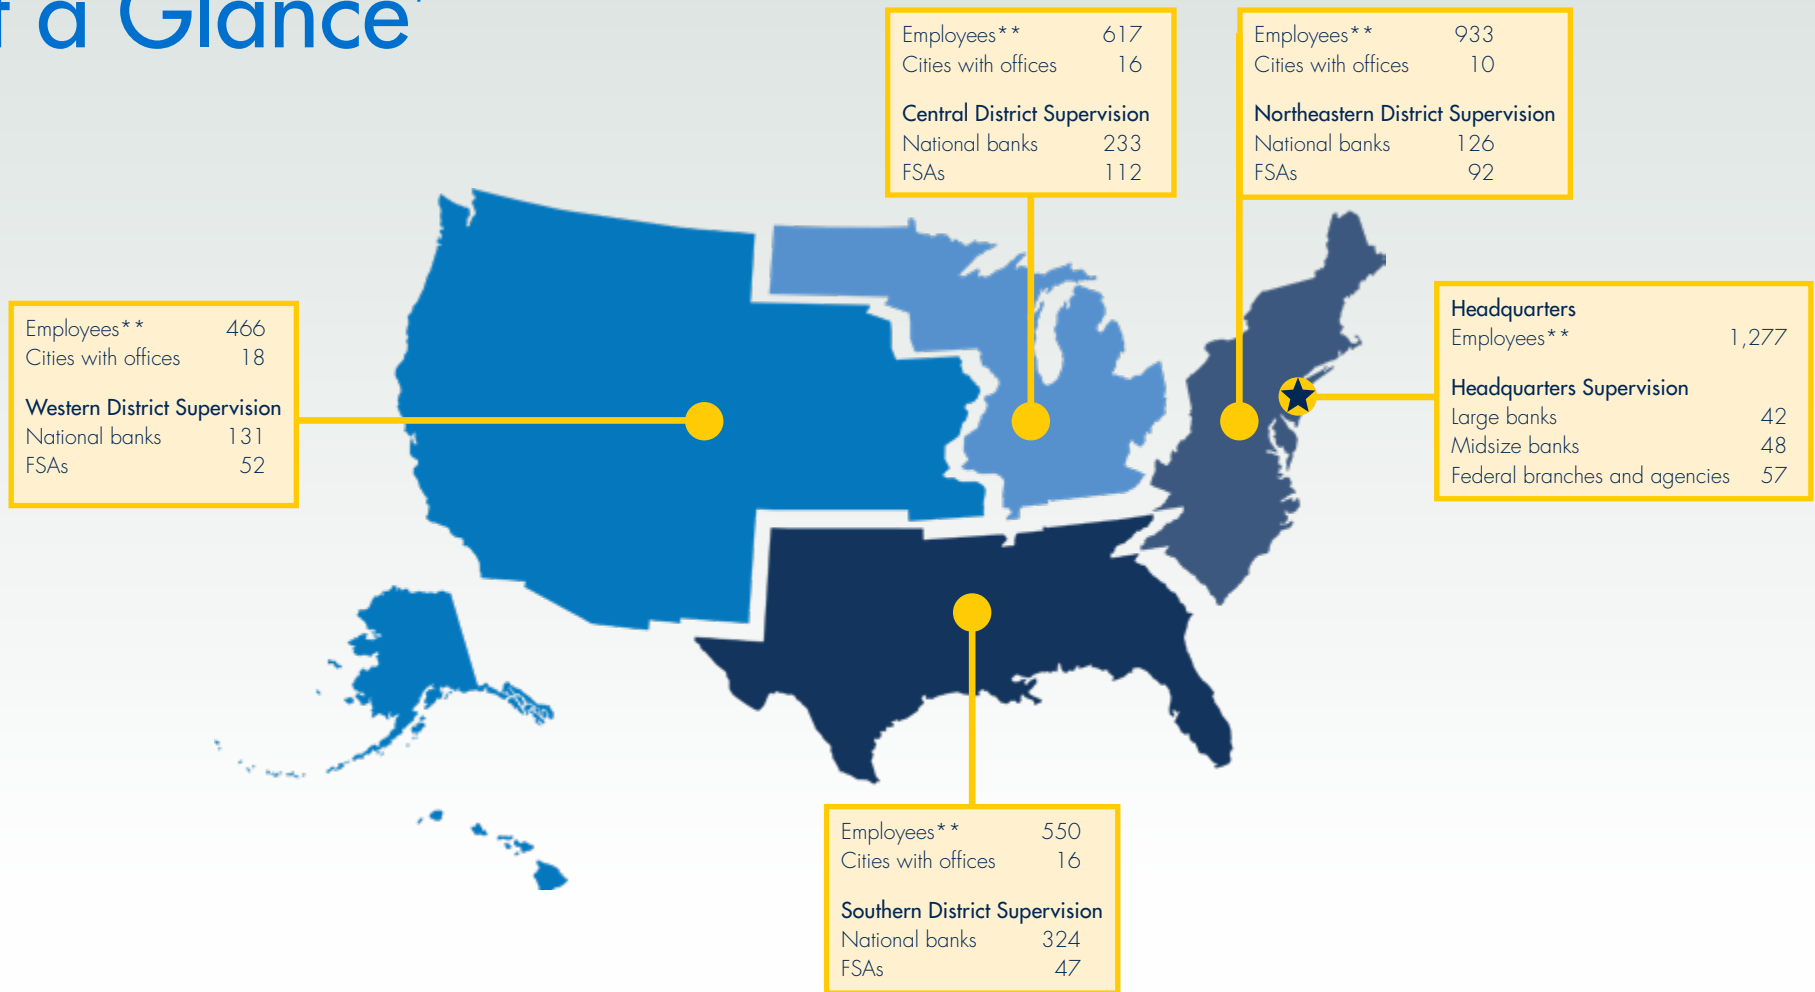 a Glance*
Employees** 617
Cities with offices 16
Central District Supervision
National banks 233
FSAs 112
Employees** 933
Cities with offices 10
Northeastern District Supervision
National banks 126
FSAs 92
Employees** 466
Cities with offices 18
Western District Supervision
National banks 131
FSAs 52
Headquarters
Employees** 1,277
Headquarters Supervision
Large banks 42
Midsize banks 48
Federal branches and agencies 57
Employees** 550
Cities with offices 16
Southern District Supervision
National banks 324
FSAs 47